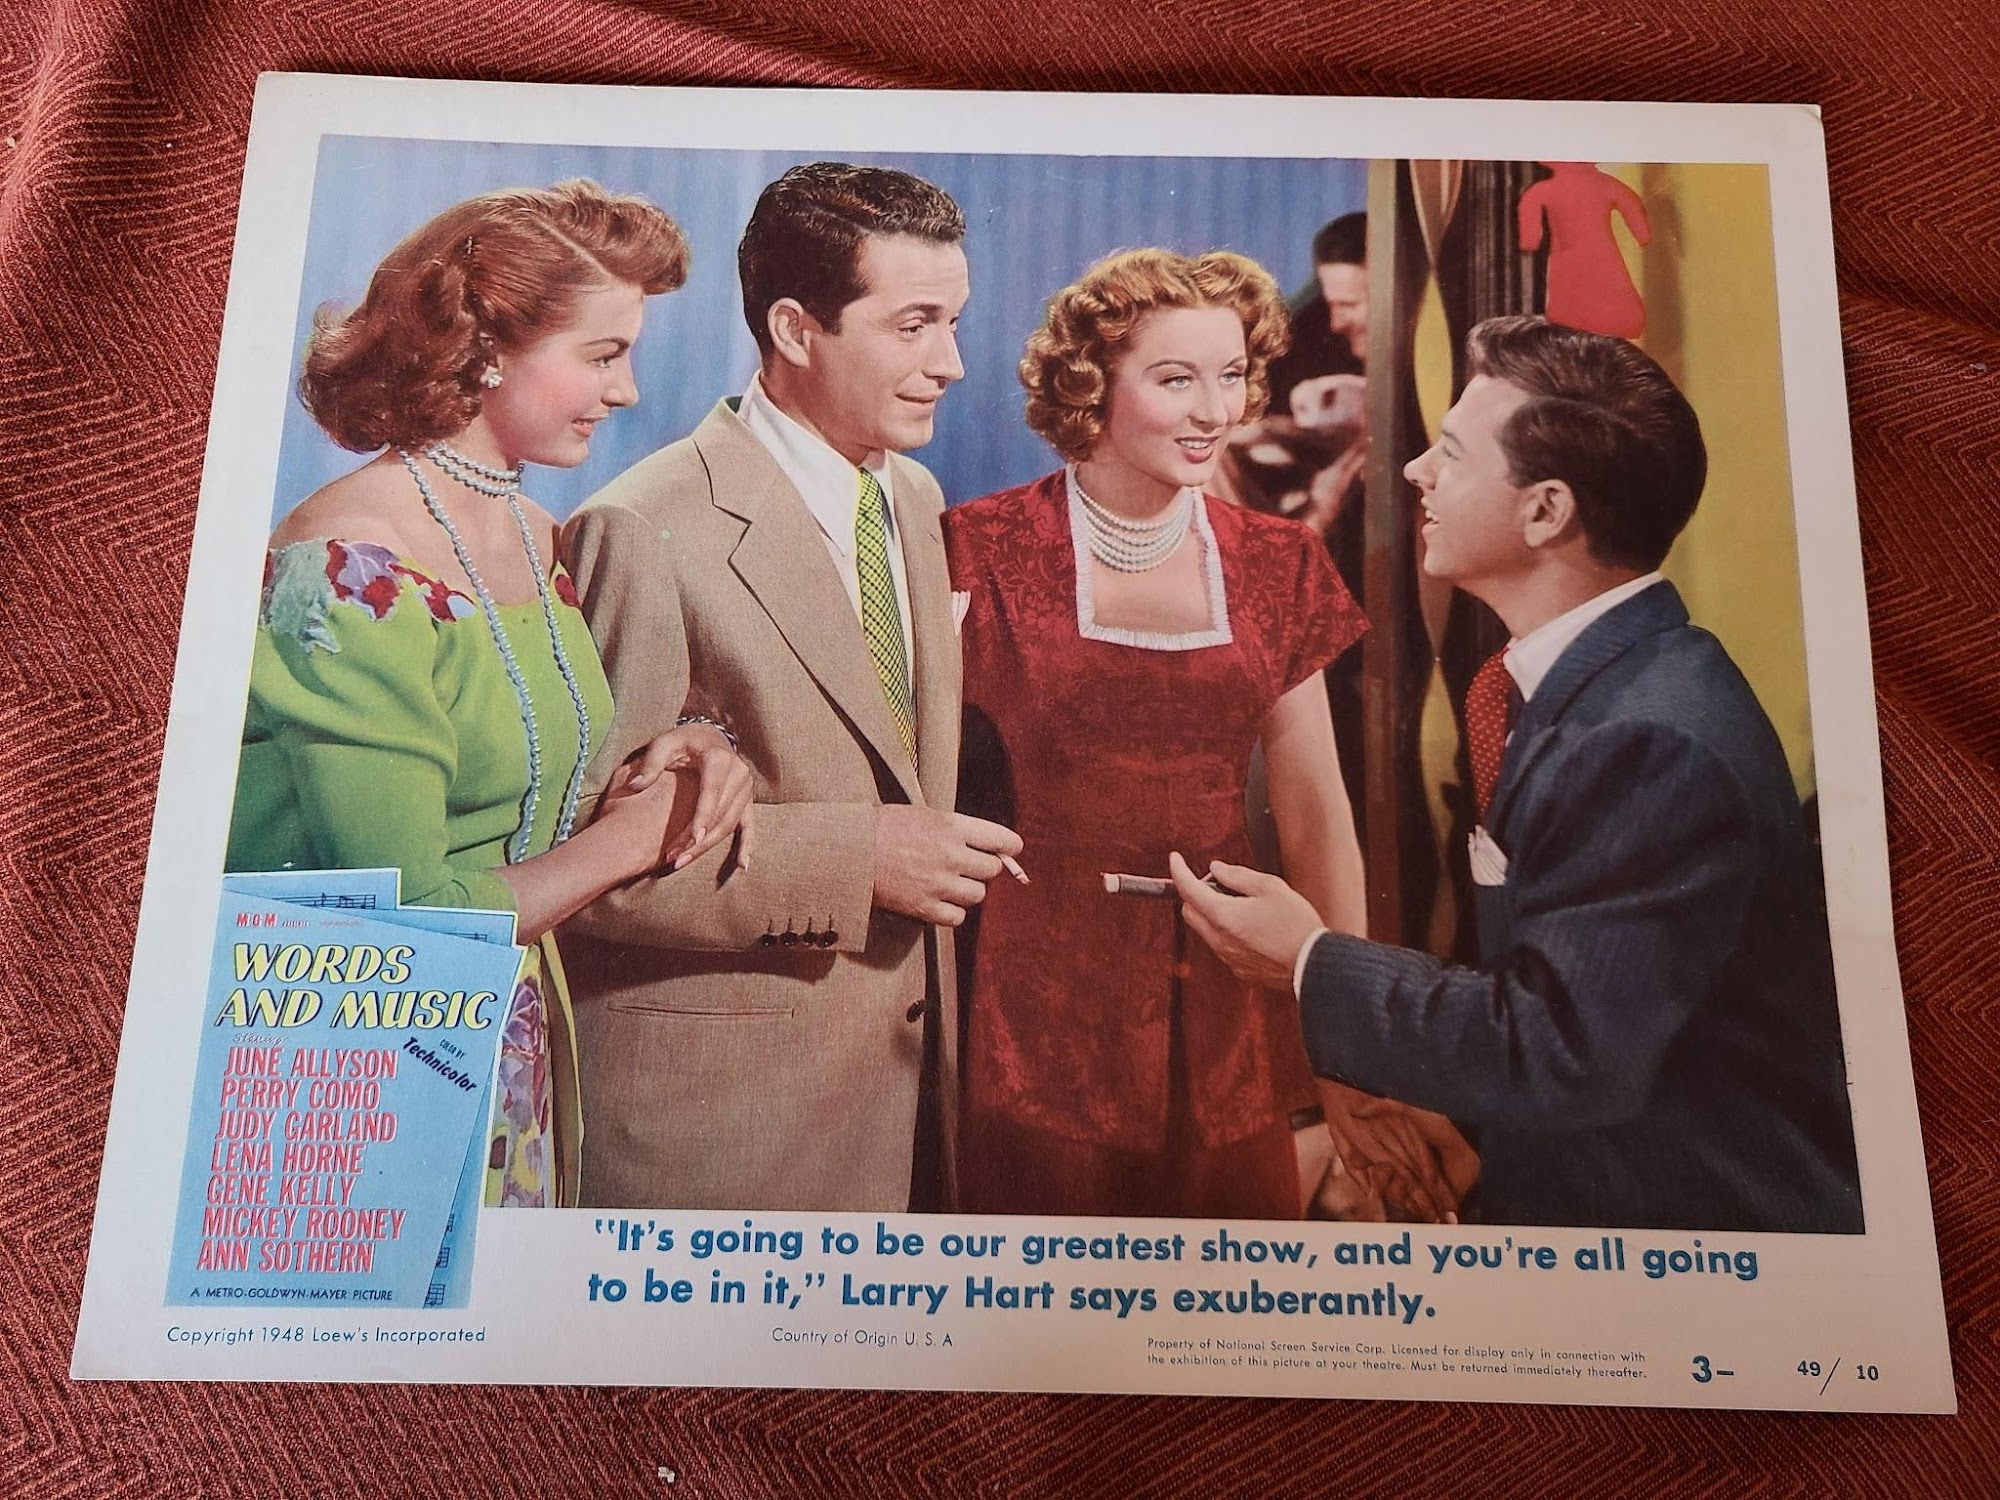 M·G·M
WORDS
AND MUSIC
Starring
COLOR BY
Technicolor
JUNE ALLYSON
PERRY COMO
JUDY GARLAND
LENA HORNE
GENE KELLY
MICKEY ROONEY
ANN SOTHERN
A METRO-GOLDWYN-MAYER PICTURE
"It's going to be our greatest show, and you're all going
to be in it," Larry Hart says exuberantly.
Copyright 1948 Loew's Incorporated
Country of Origin U. S. A
Property of National Screen Service Corp. Licensed for display only in connection with
the exhibition of this picture at your theatre. Must be returned immediately thereafter.
3—
49/10